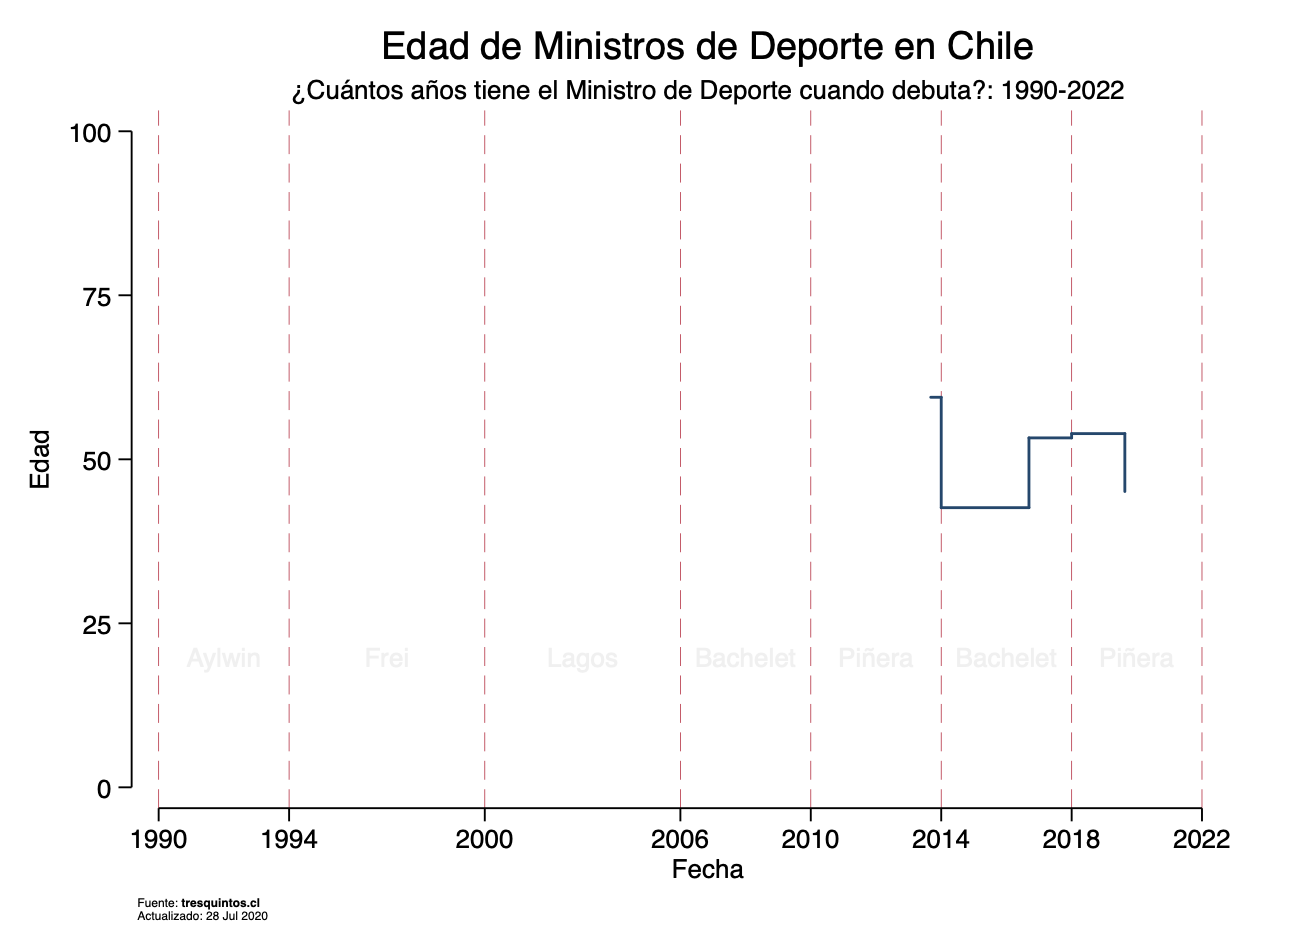 Edad de Ministros de Deporte en Chile
¿Cuántos años tiene el Ministro de Deporte cuando debuta?: 1990-2022
100
75
50
25
0
Edad
Aylwin Frei Lagos Bachelet Piñera Bachelet Piñera
1990 1994 2000 2006 2010 2014 2018 2022
Fecha
Fuente: tresquintos.cl
Actualizado: 28 Jul 2020